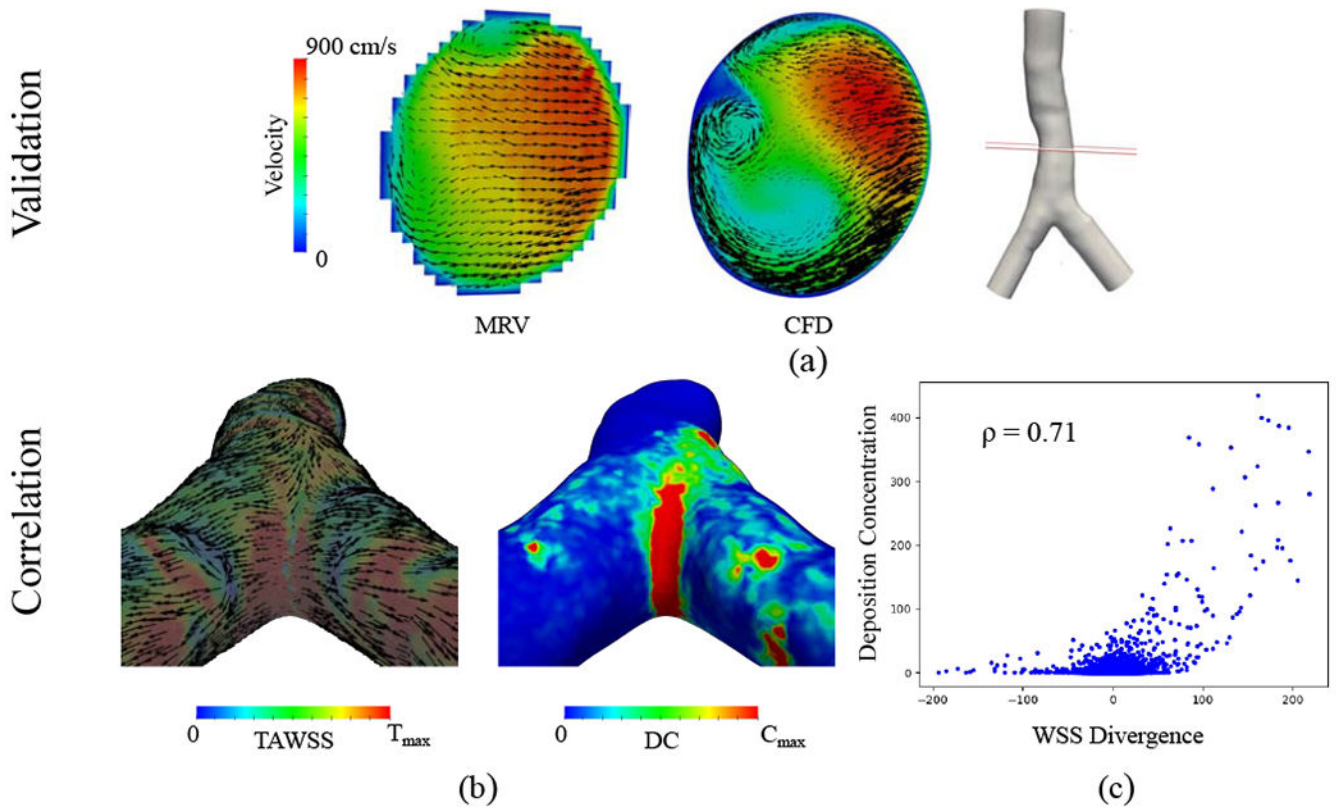 Validation
900 cm/s
Velocity
0
MRV
CFD
(a)
Correlation
0
TAWSS
Tmax
0
DC
Cmax
(b)
ρ = 0.71
Deposition Concentration
400
300
200
100
0
−200
−100
0
100
200
WSS Divergence
(c)